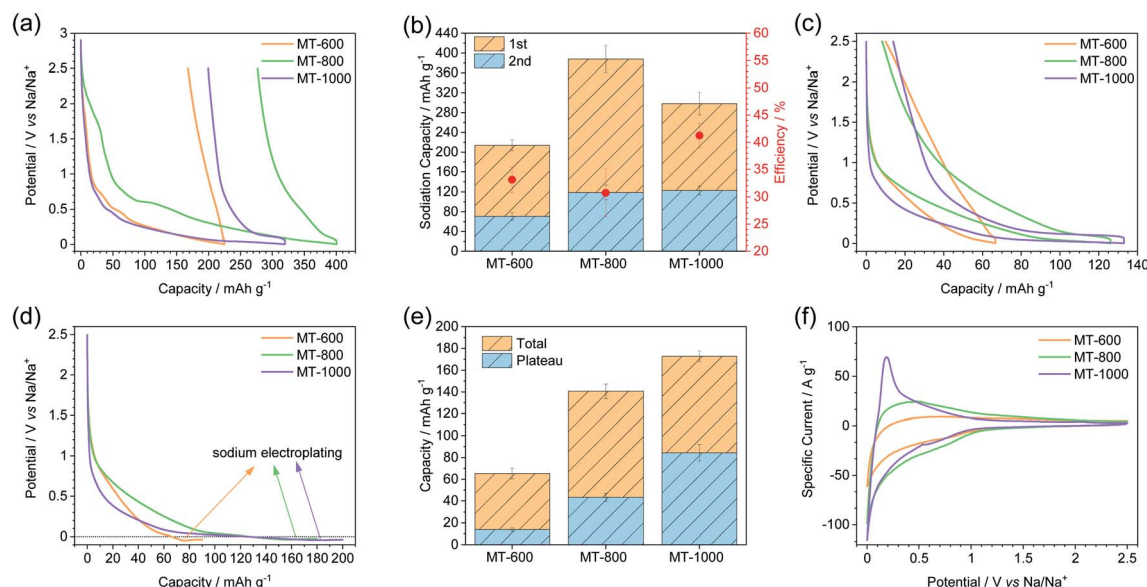 (a)
3
2.5
2
1.5
1
0.5
0
0 50 100 150 200 250 300 350 400
Potential / V vs Na/Na⁺
Capacity / mAh g⁻¹
MT-600
MT-800
MT-1000
(b)
440
400
360
320
280
240
200
160
120
80
40
0
Sodiation Capacity / mAh g⁻¹
1st
2nd
60
55
50
45
40
35
30
25
20
Efficiency / %
MT-600 MT-800 MT-1000
(c)
2.5
2
1.5
1
0.5
0
0 20 40 60 80 100 120 140
Potential / V vs Na/Na⁺
Capacity / mAh g⁻¹
MT-600
MT-800
MT-1000
(d)
2.5
2
1.5
1
0.5
0
0 20 40 60 80 100 120 140 160 180 200
Potential / V vs Na/Na⁺
Capacity / mAh g⁻¹
MT-600
MT-800
MT-1000
sodium electroplating
(e)
200
180
160
140
120
100
80
60
40
20
0
Capacity / mAh g⁻¹
Total
Plateau
MT-600 MT-800 MT-1000
(f)
100
50
0
-50
-100
0.0 0.5 1.0 1.5 2.0 2.5
Specific Current / A g⁻¹
Potential / V vs Na/Na⁺
MT-600
MT-800
MT-1000